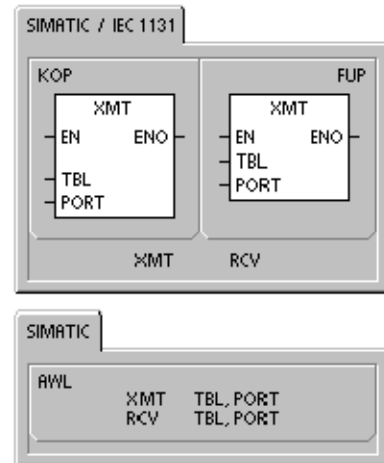 SIMATIC / IEC 1131
KOP
FUP
XMT
EN ENO
TBL
PORT
XMT
EN ENO
TBL
PORT
XMT RCV
SIMATIC
AWL
XMT TBL, PORT
RCV TBL, PORT